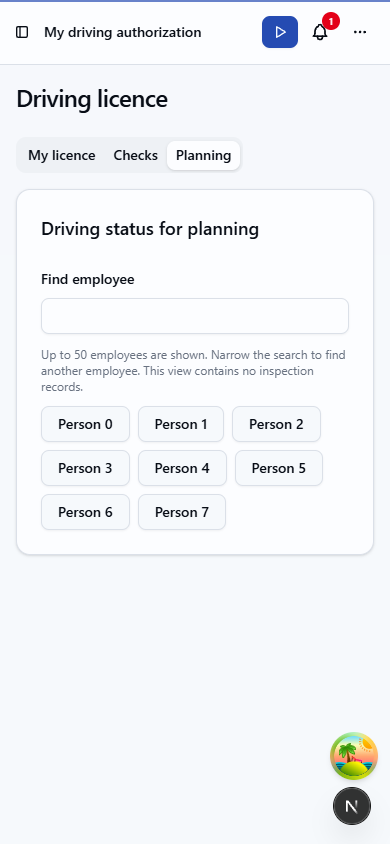 My driving authorization
1
Driving licence
My licence Checks Planning
Driving status for planning
Find employee
Up to 50 employees are shown. Narrow the search to find
another employee. This view contains no inspection
records.
Person 0 Person 1 Person 2
Person 3 Person 4 Person 5
Person 6 Person 7
N